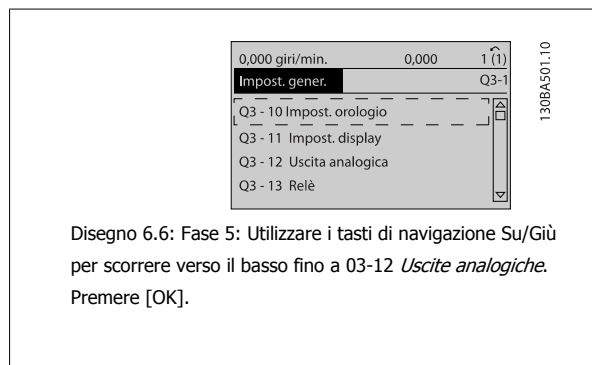 0,000 giri/min. 0,000 1 (1)
Impost. gener. Q3-1
Q3 - 10 Impost. orologio
Q3 - 11 Impost. display
Q3 - 12 Uscita analogica
Q3 - 13 Relè
130BA501.10
Disegno 6.6: Fase 5: Utilizzare i tasti di navigazione Su/Giù
per scorrere verso il basso fino a 03-12 Uscite analogiche.
Premere [OK].